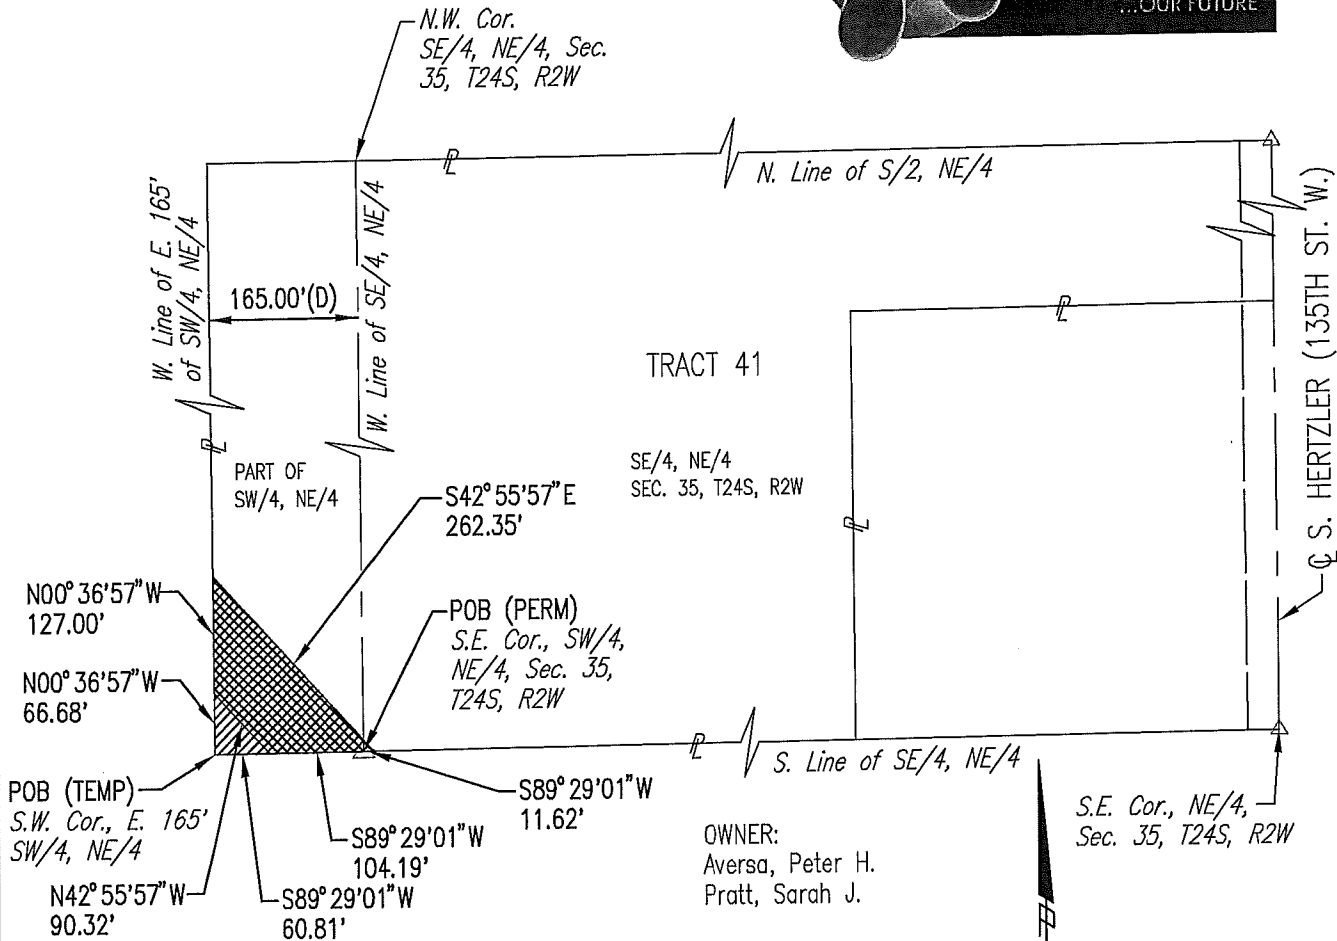 ...OUR FUTURE
N.W. Cor.
SE/4, NE/4, Sec.
35, T24S, R2W
N. Line of S/2, NE/4
W. Line of E. 165'
of SW/4, NE/4
165.00'(D)
W. Line of SE/4, NE/4
TRACT 41
℄ S. HERTZLER (135TH ST. W.)
PART OF
SW/4, NE/4
SE/4, NE/4
SEC. 35, T24S, R2W
S42°55'57"E
262.35'
N00°36'57"W
127.00'
POB (PERM)
S.E. Cor., SW/4,
NE/4, Sec. 35,
T24S, R2W
N00°36'57"W
66.68'
S. Line of SE/4, NE/4
POB (TEMP)
S.W. Cor., E. 165'
SW/4, NE/4
S89°29'01"W
11.62'
S.E. Cor., NE/4,
Sec. 35, T24S, R2W
S89°29'01"W
104.19'
OWNER:
Aversa, Peter H.
Pratt, Sarah J.
N42°55'57"W
90.32'
S89°29'01"W
60.81'